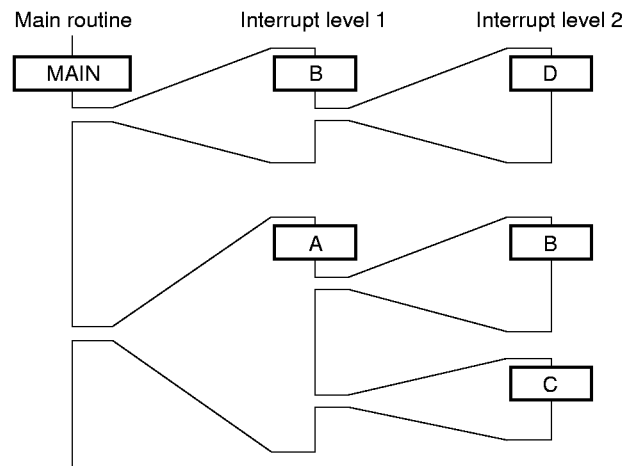 Main routine
Interrupt level 1
Interrupt level 2
MAIN
B
D
A
B
C